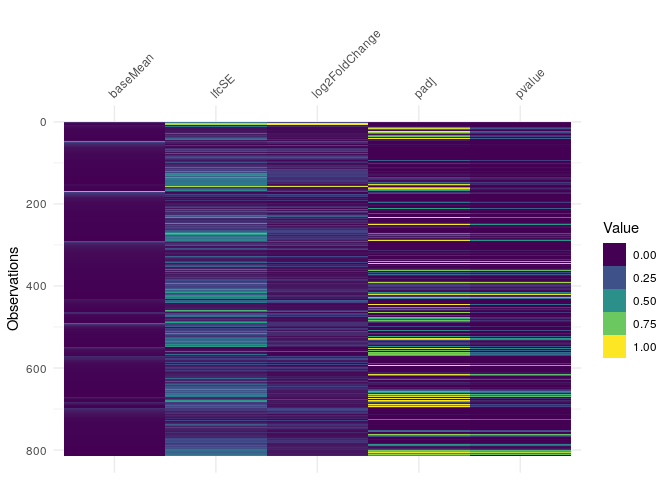 baseMean
lfcSE
log2FoldChange
padj
pvalue
Observations
0
200
400
600
800
Value
0.00
0.25
0.50
0.75
1.00